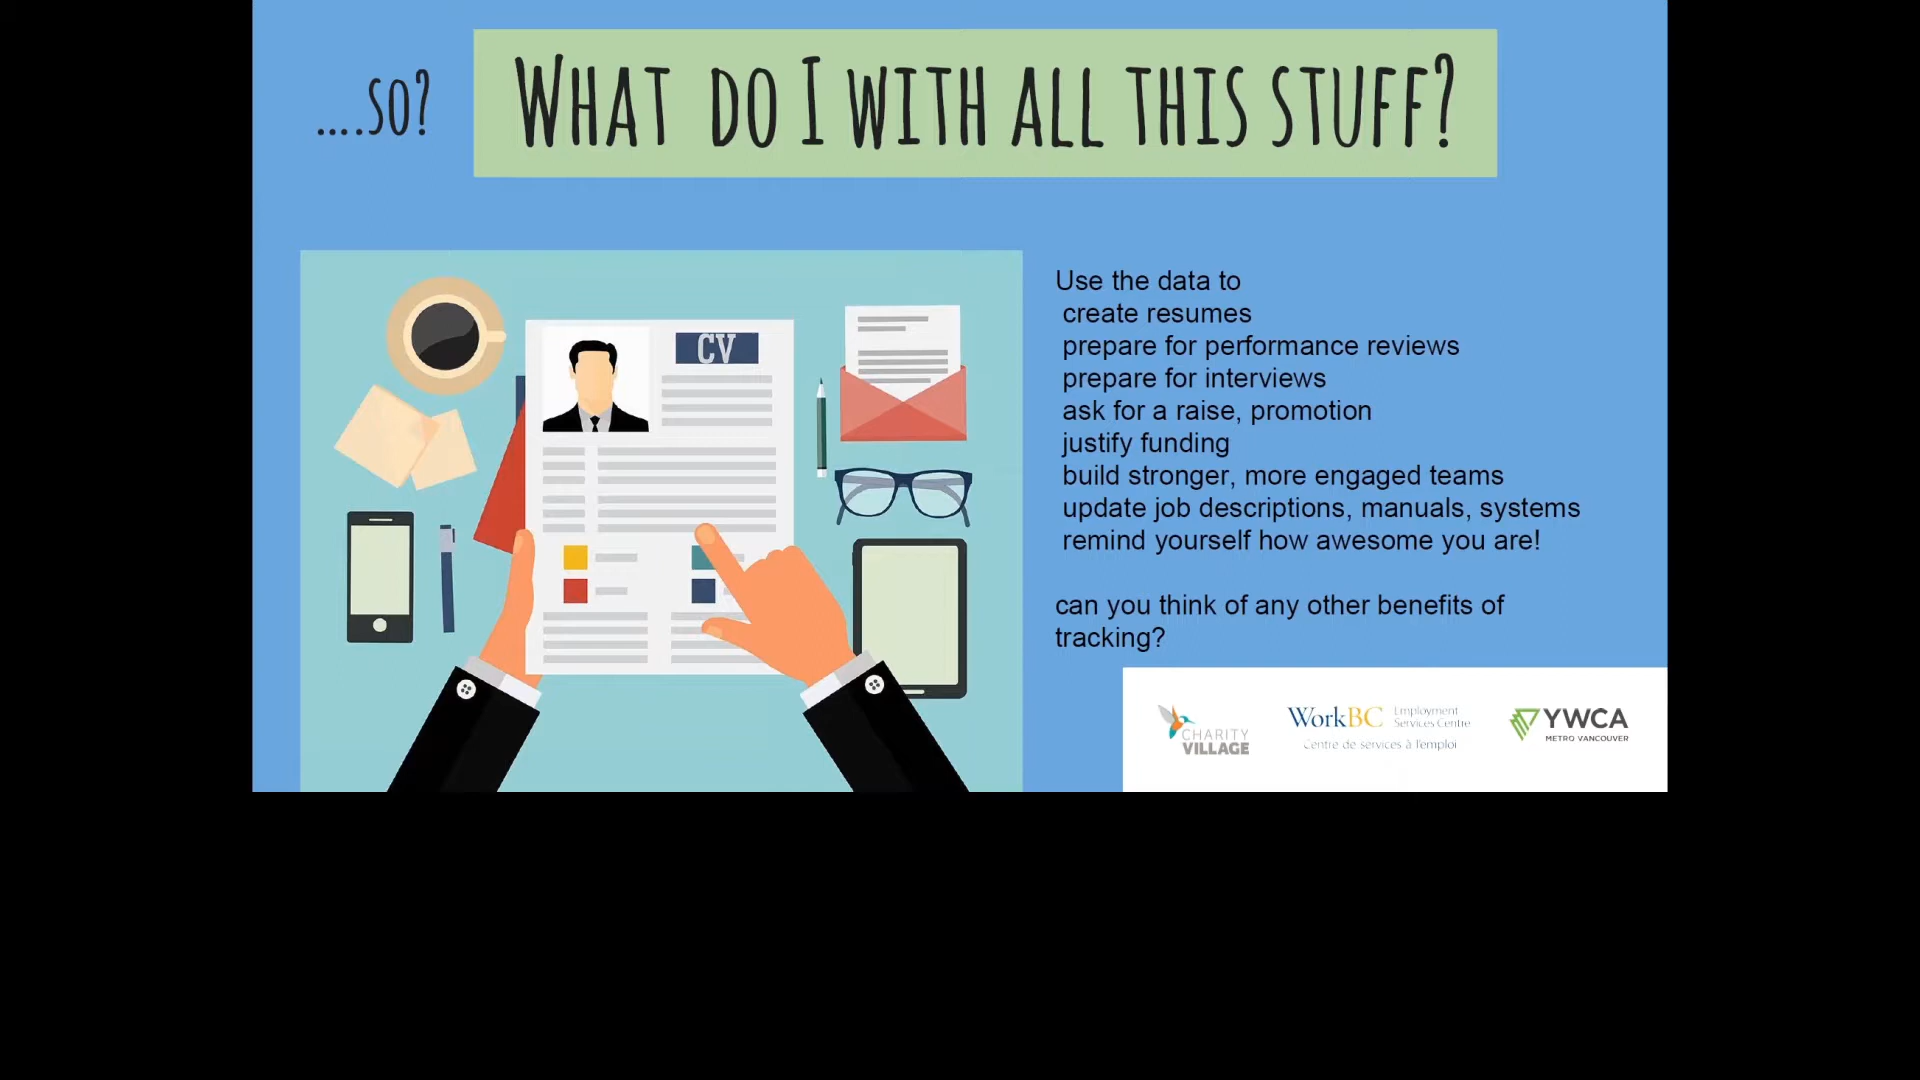 ....so?
What do I with all this stuff?
CV
Use the data to
create resumes
prepare for performance reviews
prepare for interviews
ask for a raise, promotion
justify funding
build stronger, more engaged teams
update job descriptions, manuals, systems
remind yourself how awesome you are!
can you think of any other benefits of
tracking?
CHARITY
VILLAGE
WorkBC Employment
Services Centre
Centre de services à l'emploi
YWCA
METRO VANCOUVER